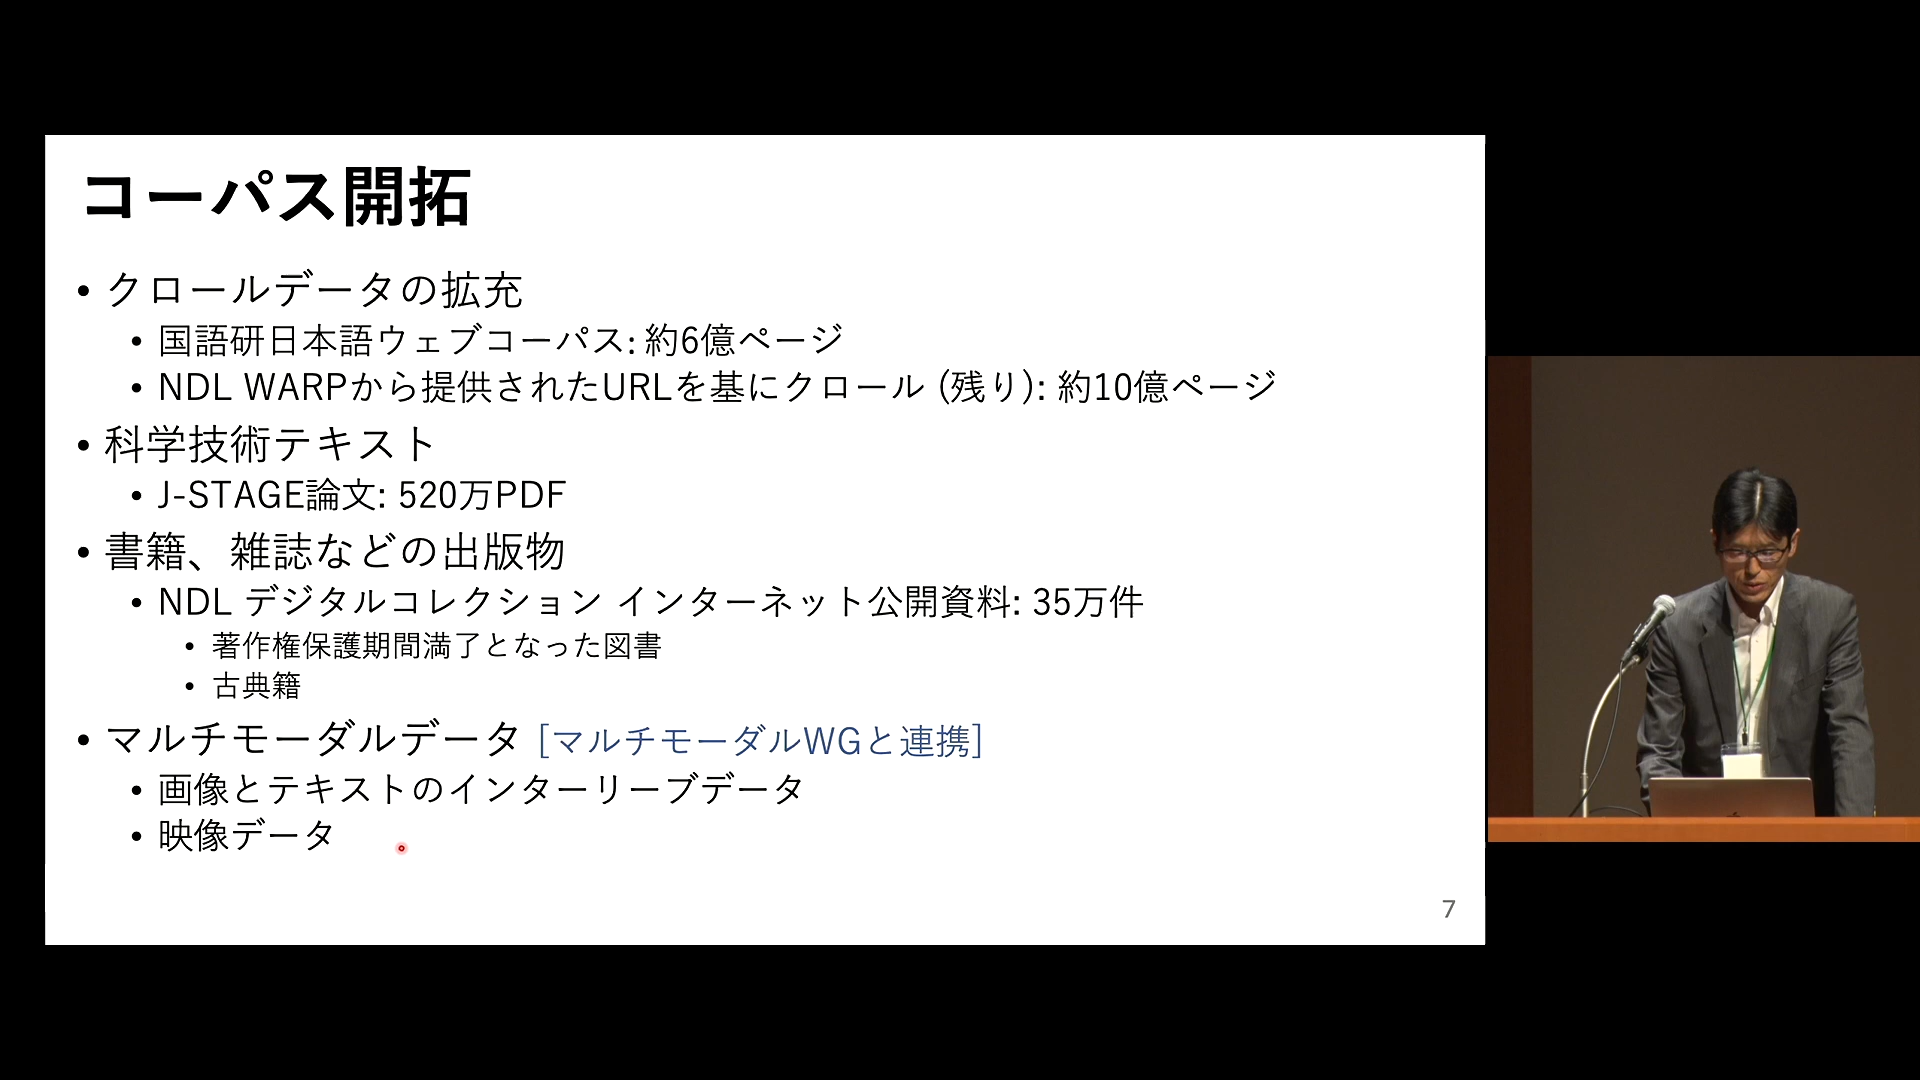 コーパス開拓
• クロールデータの拡充
• 国語研日本語ウェブコーパス: 約6億ページ
• NDL WARPから提供されたURLを基にクロール (残り): 約10億ページ
• 科学技術テキスト
• J-STAGE論文: 520万PDF
• 書籍、雑誌などの出版物
• NDL デジタルコレクション インターネット公開資料: 35万件
• 著作権保護期間満了となった図書
• 古典籍
• マルチモーダルデータ [マルチモーダルWGと連携]
• 画像とテキストのインターリーブデータ
• 映像データ
7